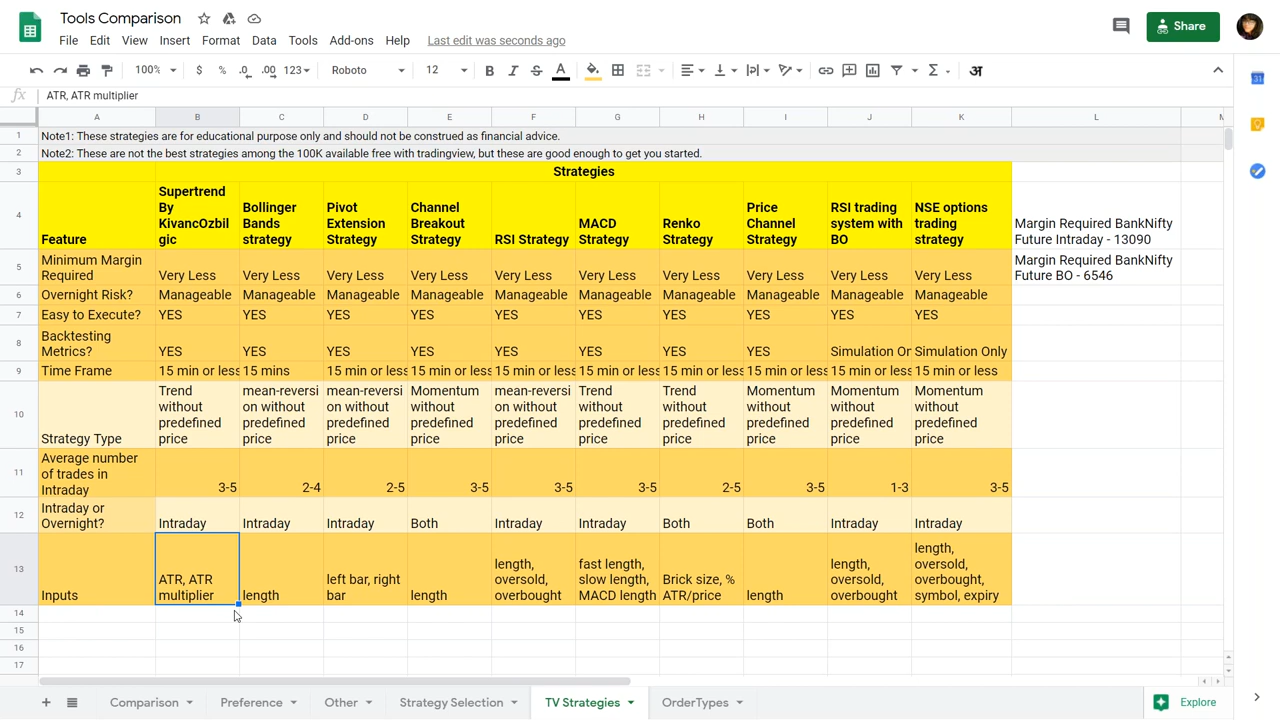 Tools Comparison
File Edit View Insert Format Data Tools Add-ons Help Last edit was seconds ago
Share
100% $ % .0 .00 123 Roboto 12 B I S A Σ अ
fx ATR, ATR multiplier
A B C D E F G H I J K L
1 Note1: These strategies are for educational purpose only and should not be construed as financial advice.
2 Note2: These are not the best strategies among the 100K available free with tradingview, but these are good enough to get you started.
3 Strategies
4
Feature
Supertrend
By
KivancOzbil
gic
Bollinger
Bands
strategy
Pivot
Extension
Strategy
Channel
Breakout
Strategy
RSI Strategy
MACD
Strategy
Renko
Strategy
Price
Channel
Strategy
RSI trading
system with
BO
NSE options
trading
strategy
Margin Required BankNifty
Future Intraday - 13090
5
Minimum Margin
Required
Very Less Very Less Very Less Very Less Very Less Very Less Very Less Very Less Very Less Very Less
Margin Required BankNifty
Future BO - 6546
6 Overnight Risk? Manageable Manageable Manageable Manageable Manageable Manageable Manageable Manageable Manageable Manageable
7 Easy to Execute? YES YES YES YES YES YES YES YES YES YES
8
Backtesting
Metrics?
YES YES YES YES YES YES YES YES Simulation Or Simulation Only
9 Time Frame 15 min or less 15 mins 15 min or less 15 min or less 15 min or less 15 min or less 15 min or less 15 min or less 15 min or less 15 min or less
10
Strategy Type
Trend
without
predefined
price
mean-reversi
on without
predefined
price
mean-reversi
on without
predefined
price
Momentum
without
predefined
price
mean-reversi
on without
predefined
price
Trend
without
predefined
price
Trend
without
predefined
price
Momentum
without
predefined
price
Momentum
without
predefined
price
Momentum
without
predefined
price
11
Average number
of trades in
Intraday
3-5 2-4 2-5 3-5 3-5 3-5 2-5 3-5 1-3 3-5
12
Intraday or
Overnight?
Intraday Intraday Intraday Both Intraday Intraday Both Both Intraday Intraday
13
Inputs
ATR, ATR
multiplier
length
left bar, right
bar
length
length,
oversold,
overbought
fast length,
slow length,
MACD length
Brick size, %
ATR/price
length
length,
oversold,
overbought
length,
oversold,
overbought,
symbol, expiry
14
15
16
17
Comparison Preference Other Strategy Selection TV Strategies OrderTypes Explore